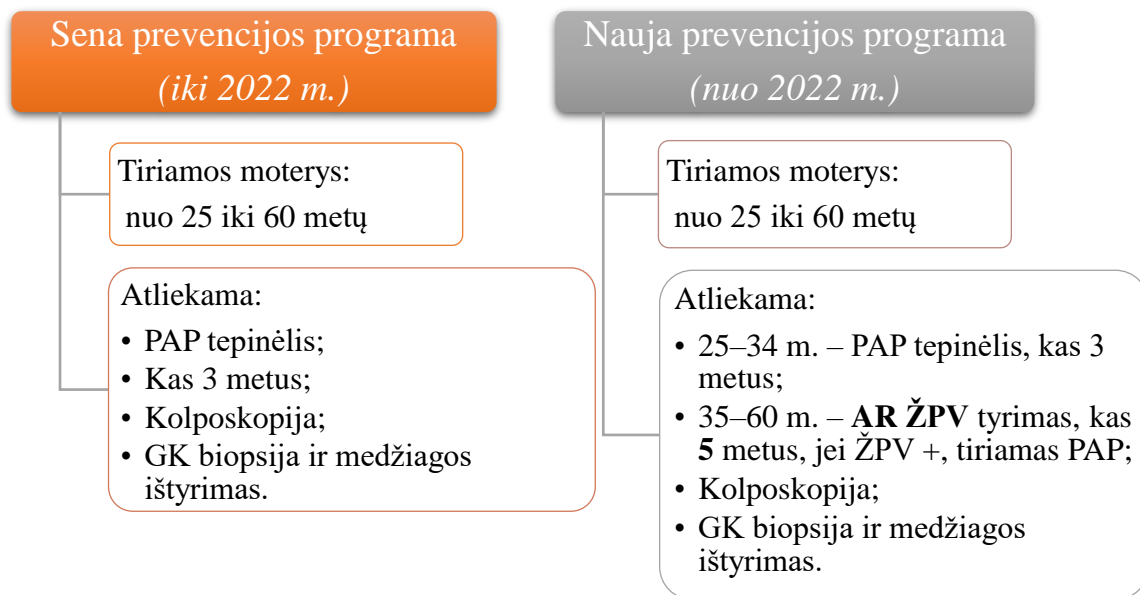 Sena prevencijos programa
(iki 2022 m.)
Tiriamos moterys:
nuo 25 iki 60 metų
Atliekama:
• PAP tepinėlis;
• Kas 3 metus;
• Kolposkopija;
• GK biopsija ir medžiagos
ištyrimas.
Nauja prevencijos programa
(nuo 2022 m.)
Tiriamos moterys:
nuo 25 iki 60 metų
Atliekama:
• 25–34 m. – PAP tepinėlis, kas 3
metus;
• 35–60 m. – AR ŽPV tyrimas, kas
5 metus, jei ŽPV +, tiriamas PAP;
• Kolposkopija;
• GK biopsija ir medžiagos
ištyrimas.